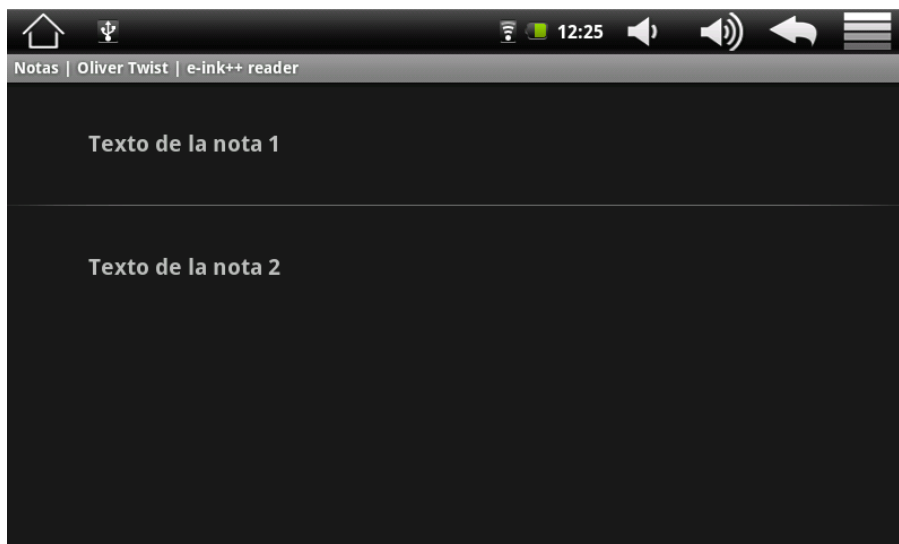 12:25
Notas | Oliver Twist | e-ink++ reader
Texto de la nota 1
Texto de la nota 2